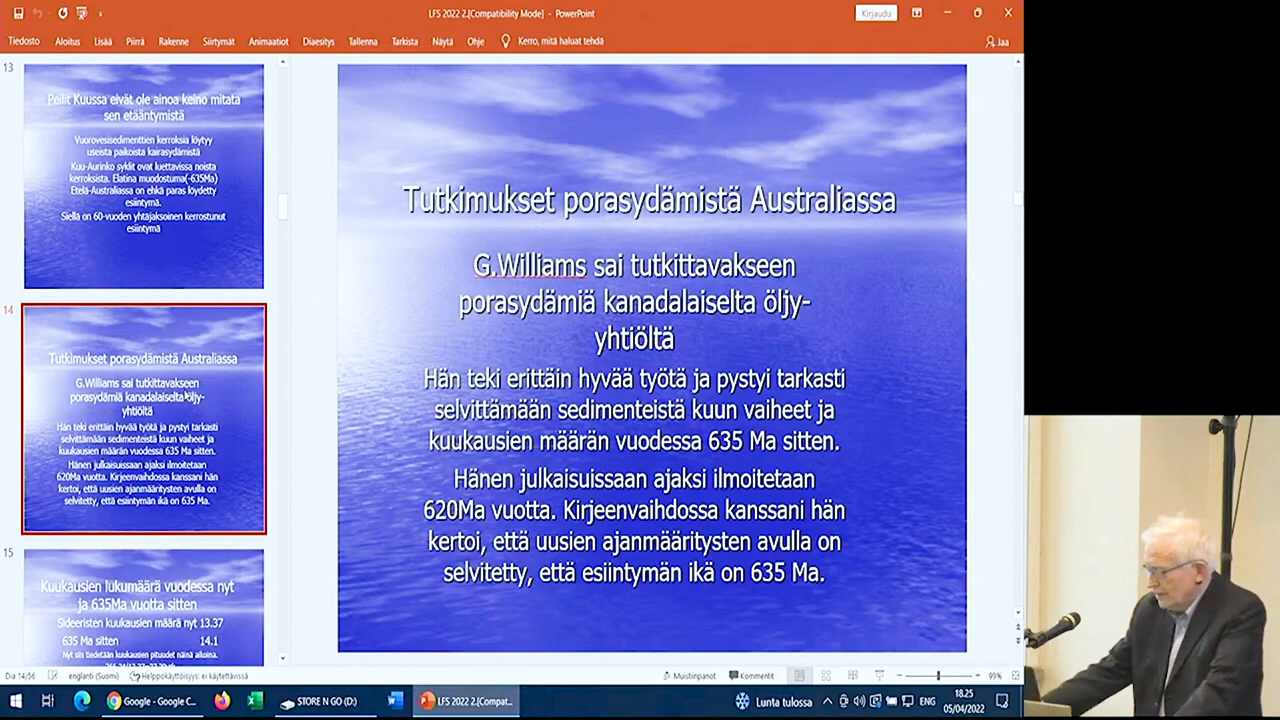 LFS 2022 2.[Compatibility Mode] - PowerPoint
Kirjaudu
Tiedosto Aloitus Lisää Piirrä Rakenne Siirtymät Animaatiot Diaesitys Tallenna Tarkista Näytä Ohje Kerro, mitä haluat tehdä Jaa
13
Peilit Kuussa eivät ole ainoa keino mitata
sen etääntymistä
Vuorovesisedimenttien kerroksia löytyy
useista paikoista kairasydämistä
Kuu-Aurinko syklit ovat luettavissa noista
kerroksista. Elatina muodostuma(-635Ma)
Etelä-Australiassa on ehkä paras löydetty
esiintymä.
Siellä on 60-vuoden yhtäjaksoinen kerrostunut
esiintymä
14
Tutkimukset porasydämistä Australiassa
G.Williams sai tutkittavakseen
porasydämiä kanadalaiselta öljy-
yhtiöltä
Hän teki erittäin hyvää työtä ja pystyi tarkasti
selvittämään sedimenteistä kuun vaiheet ja
kuukausien määrän vuodessa 635 Ma sitten.
Hänen julkaisuissaan ajaksi ilmoitetaan
620Ma vuotta. Kirjeenvaihdossa kanssani hän
kertoi, että uusien ajanmääritysten avulla on
selvitetty, että esiintymän ikä on 635 Ma.
15
Kuukausien lukumäärä vuodessa nyt
ja 635Ma vuotta sitten
Sideeristen kuukausien määrä nyt 13.37
635 Ma sitten 14.1
Nyt siis tiedetään kuukausien pituudet näinä aikoina.
Tutkimukset porasydämistä Australiassa
G.Williams sai tutkittavakseen
porasydämiä kanadalaiselta öljy-
yhtiöltä
Hän teki erittäin hyvää työtä ja pystyi tarkasti
selvittämään sedimenteistä kuun vaiheet ja
kuukausien määrän vuodessa 635 Ma sitten.
Hänen julkaisuissaan ajaksi ilmoitetaan
620Ma vuotta. Kirjeenvaihdossa kanssani hän
kertoi, että uusien ajanmääritysten avulla on
selvitetty, että esiintymän ikä on 635 Ma.
Dia 14/56 englanti (Suomi) Helppokäyttöisyys: ei käytettävissä Muistiinpanot Kommentit 99%
Google - Google C... STORE N GO (D:) LFS 2022 2.[Compat... Lunta tulossa ENG 18.25
05/04/2022